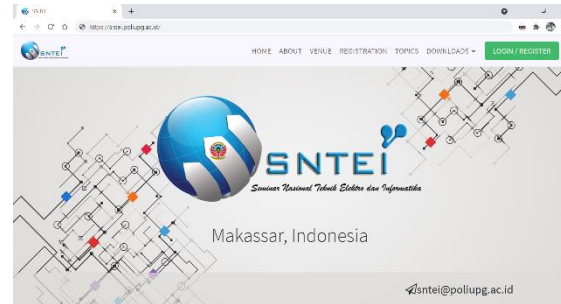 SNTEI
https://sntei.poliupg.ac.id/
SNTEI
HOME ABOUT VENUE REGISTRATION TOPICS DOWNLOADS LOGIN / REGISTER
SNTEI
Seminar Nasional Teknik Elektro dan Informatika
Makassar, Indonesia
sntei@poliupg.ac.id